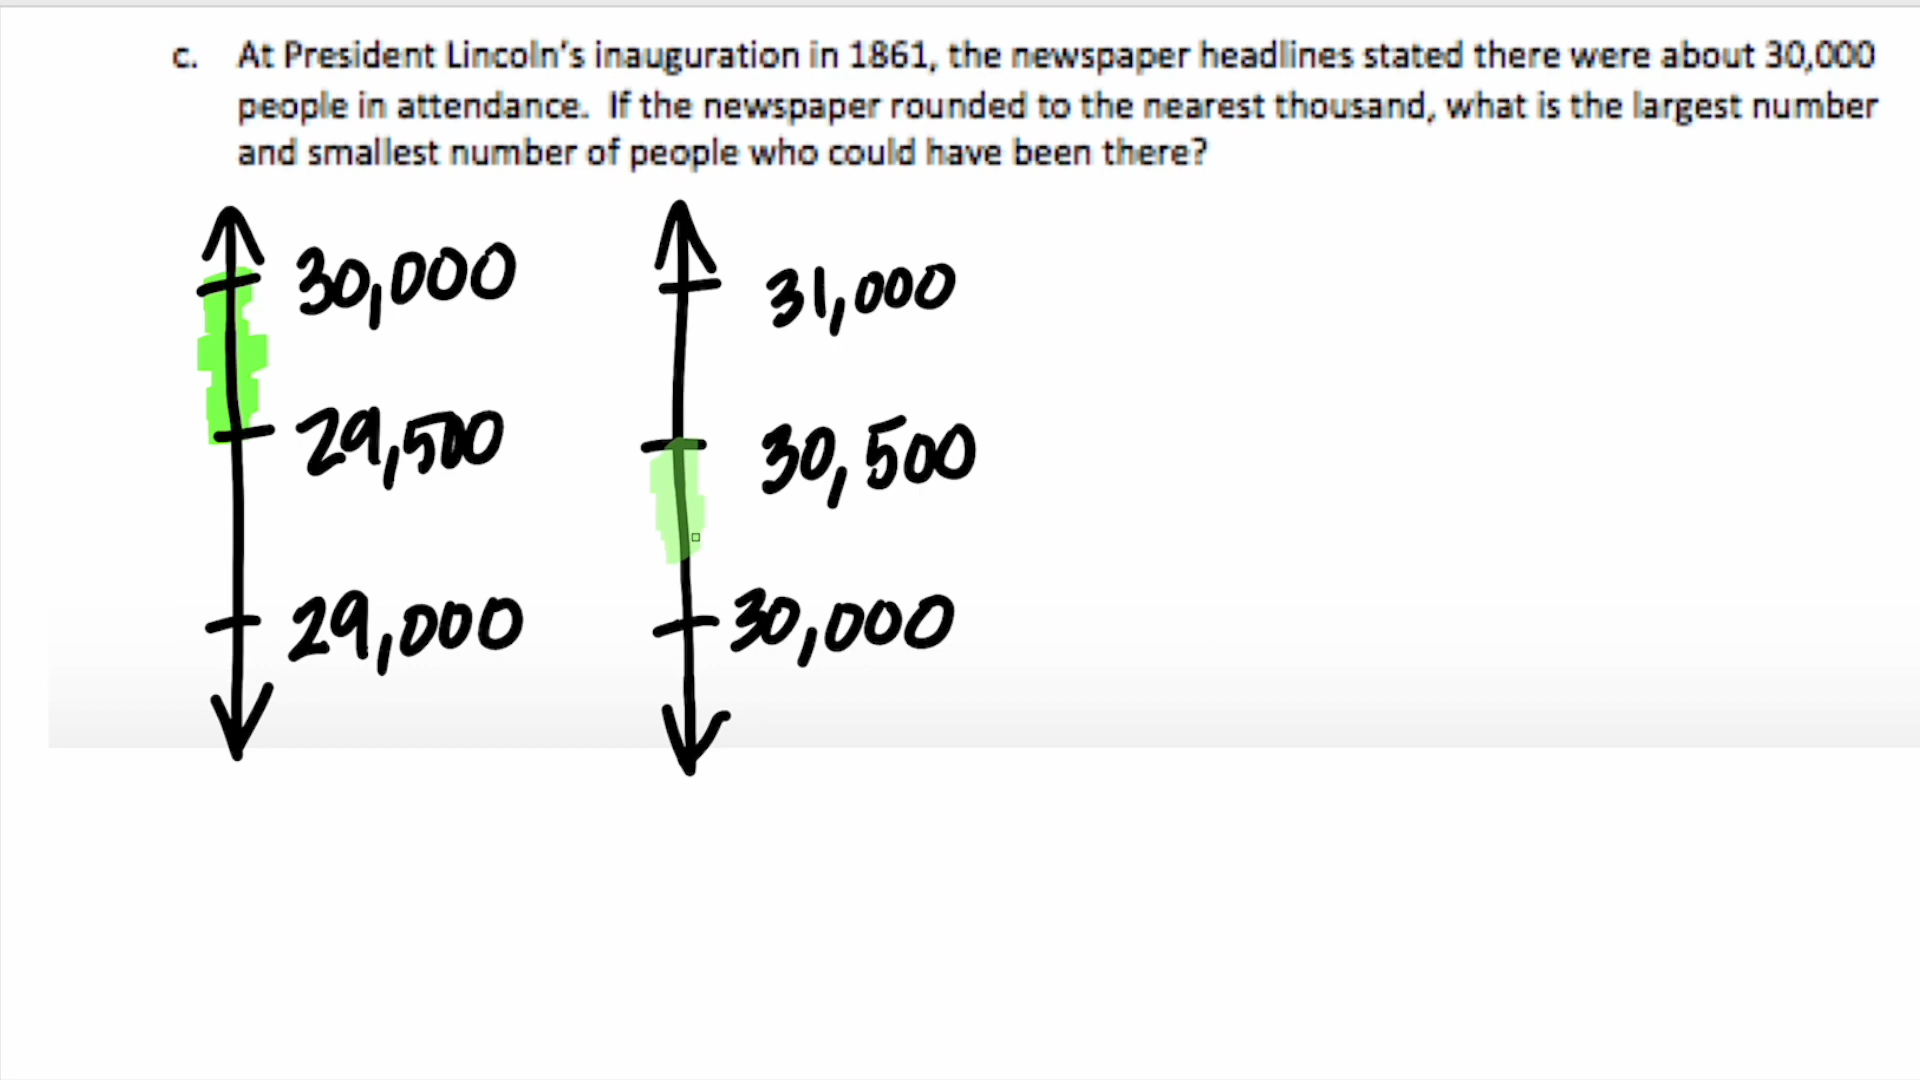 c. At President Lincoln's inauguration in 1861, the newspaper headlines stated there were about 30,000
people in attendance. If the newspaper rounded to the nearest thousand, what is the largest number
and smallest number of people who could have been there?
30,000
29,500
29,000
31,000
30,500
30,000